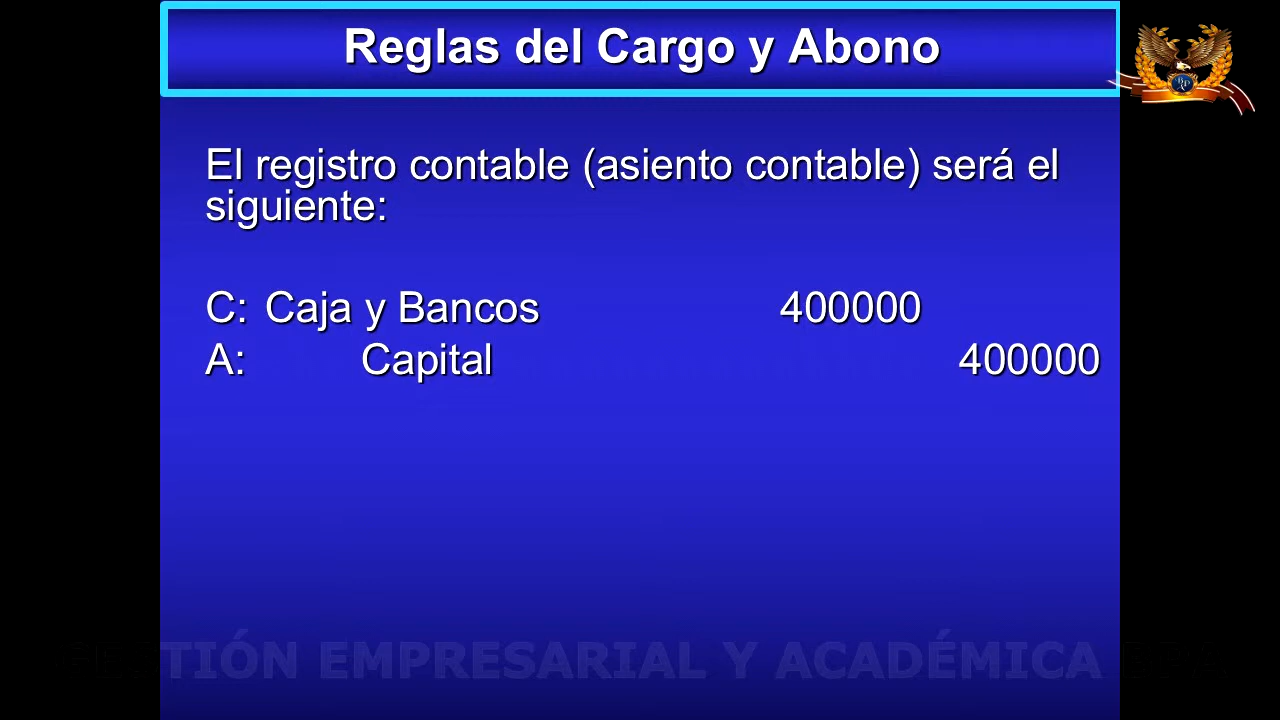 Reglas del Cargo y Abono
El registro contable (asiento contable) será el
siguiente:
C: Caja y Bancos 400000
A: Capital 400000
GESTIÓN EMPRESARIAL Y ACADÉMICA